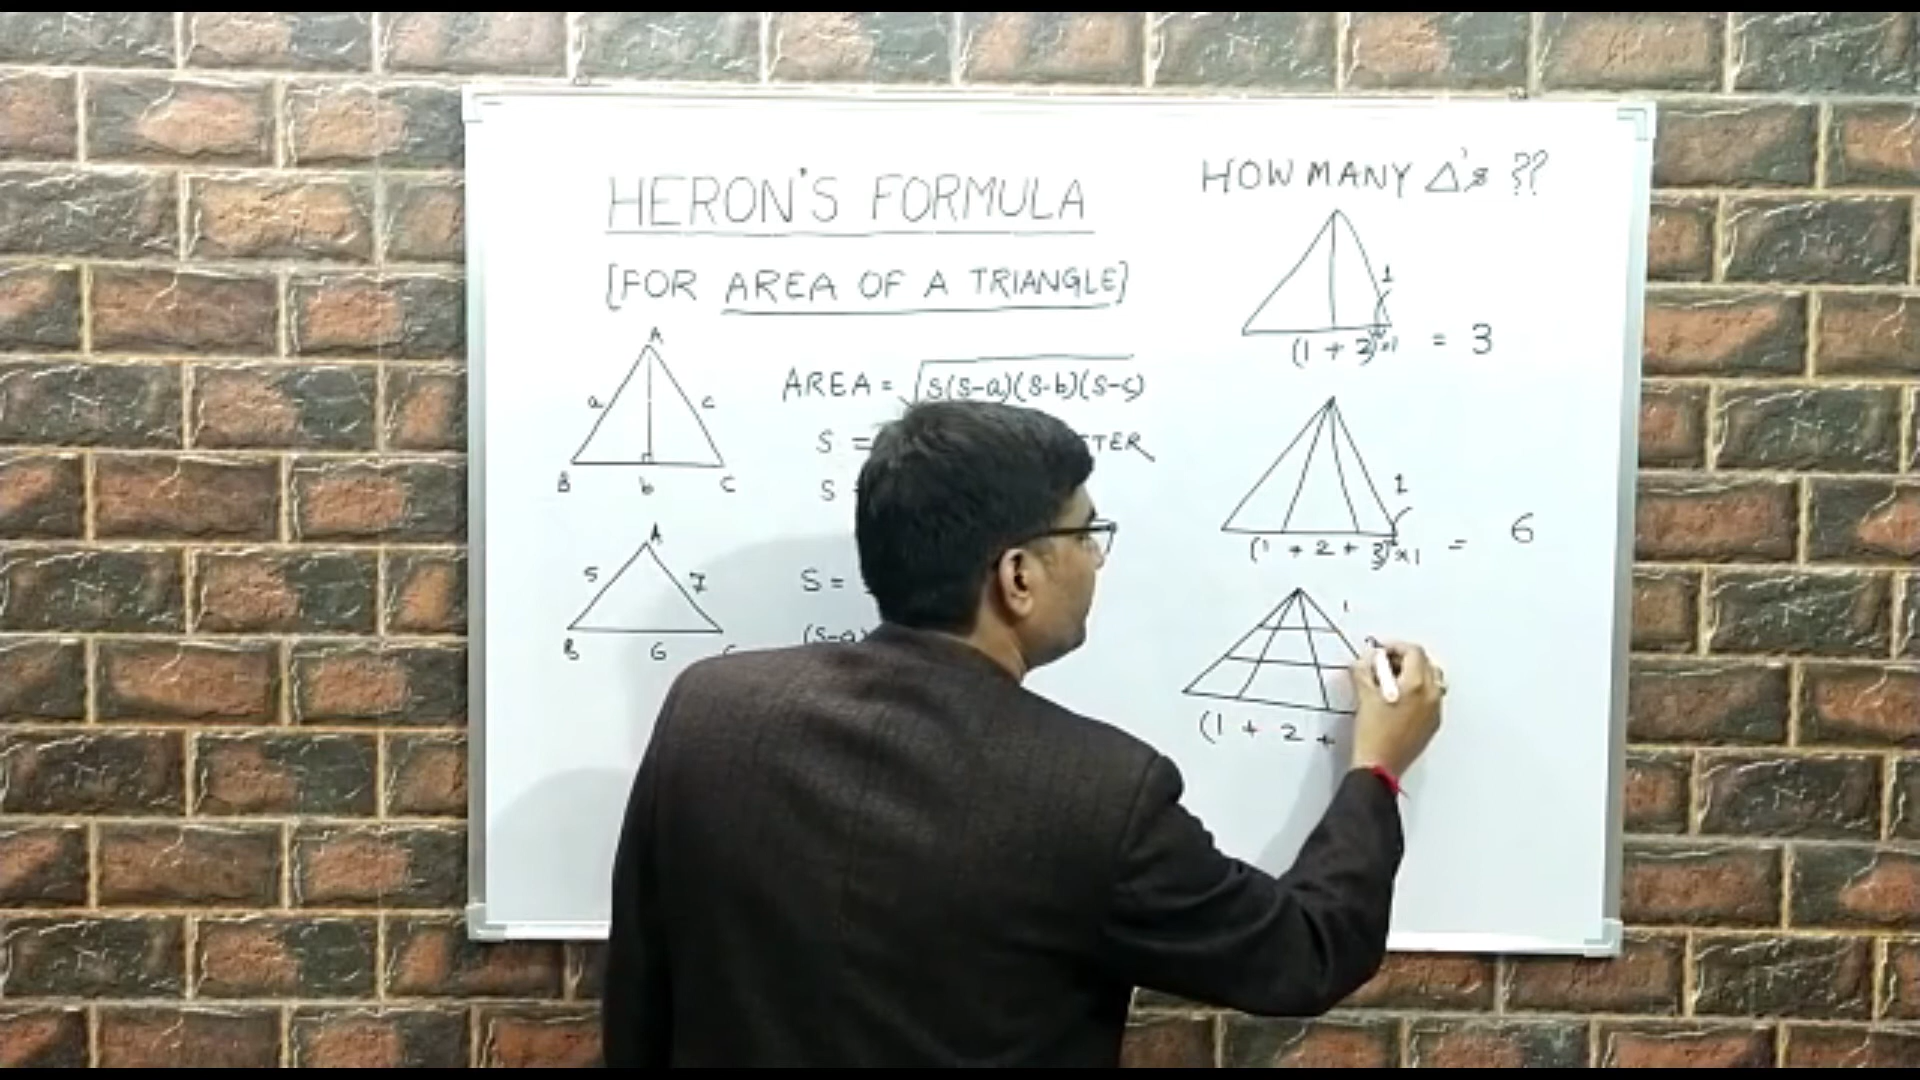 HERON'S FORMULA
[FOR AREA OF A TRIANGLE]
A
a
c
B
b
C
AREA = √s(s-a)(s-b)(s-c)
S =
S
A
5
7
B
6
S =
(s-a)
HOW MANY Δ's ??
1
(1 + 2)×1 = 3
1
(1 + 2 + 3)×1 = 6
1
2
(1 + 2 +